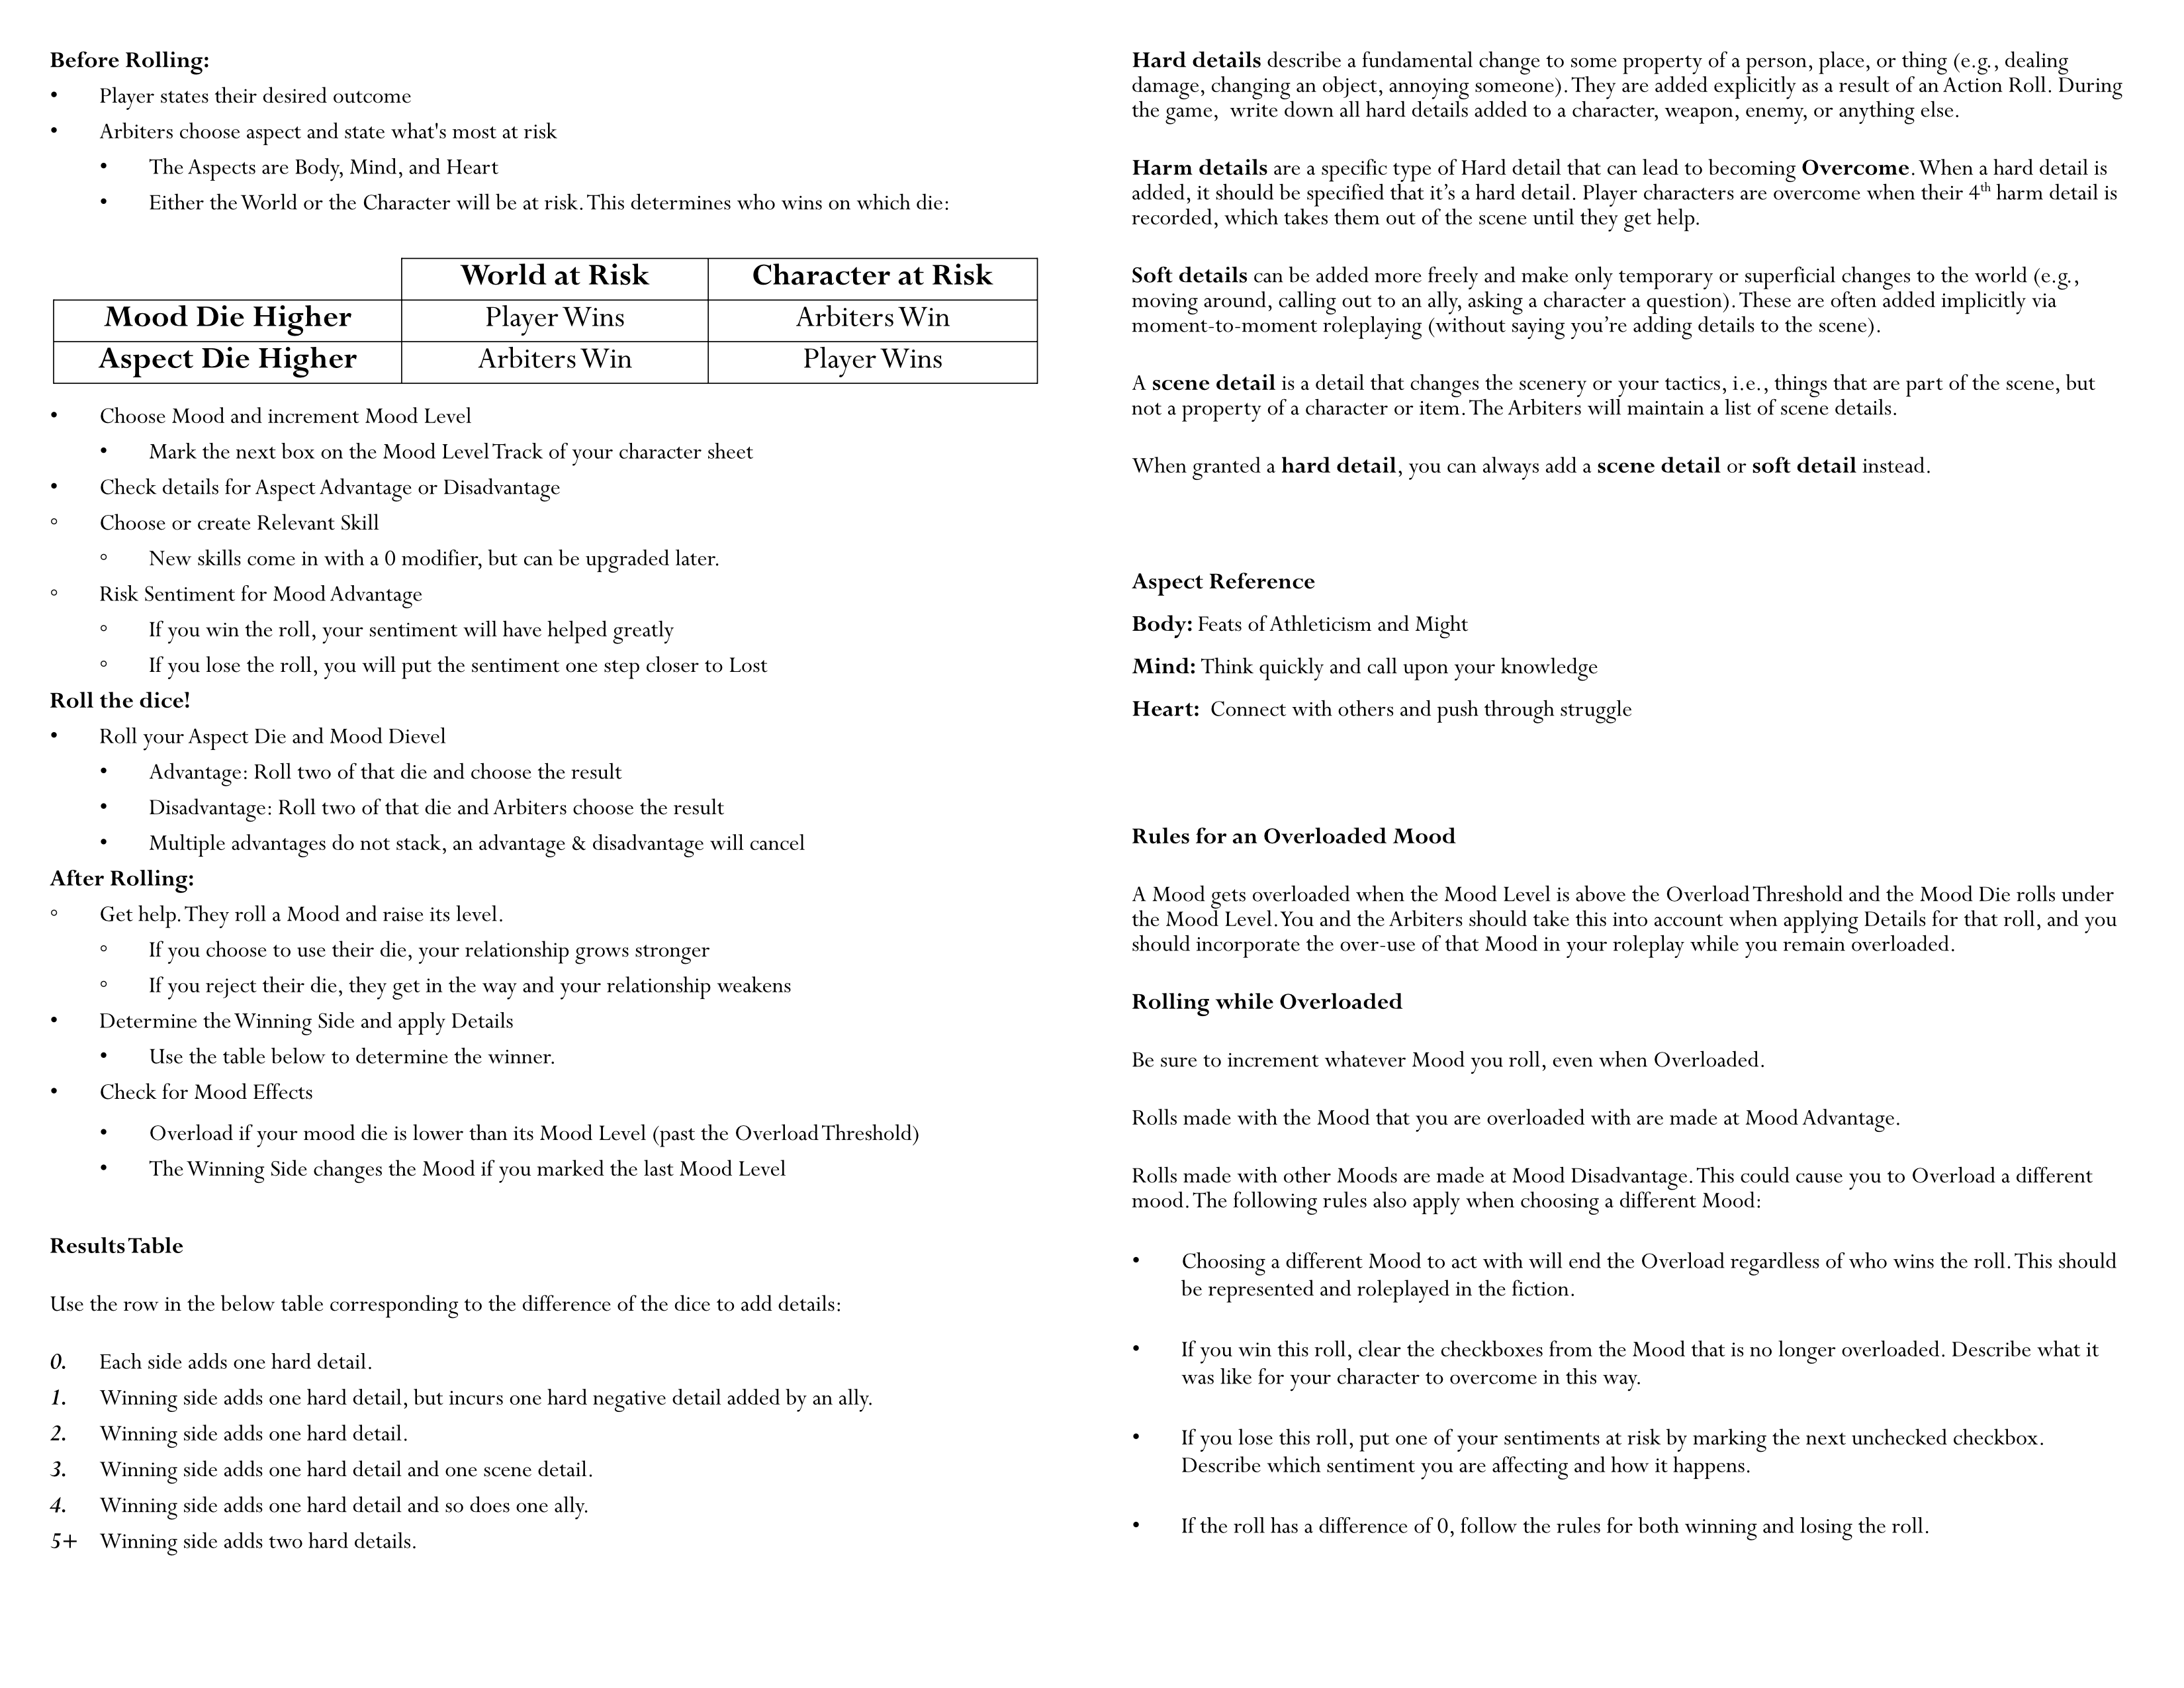 Before Rolling:
• Player states their desired outcome
• Arbiters choose aspect and state what's most at risk
• The Aspects are Body, Mind, and Heart
• Either the World or the Character will be at risk. This determines who wins on which die:
World at Risk Character at Risk
Mood Die Higher Player Wins Arbiters Win
Aspect Die Higher Arbiters Win Player Wins
• Choose Mood and increment Mood Level
• Mark the next box on the Mood Level Track of your character sheet
• Check details for Aspect Advantage or Disadvantage
◦ Choose or create Relevant Skill
◦ New skills come in with a 0 modifier, but can be upgraded later.
◦ Risk Sentiment for Mood Advantage
◦ If you win the roll, your sentiment will have helped greatly
◦ If you lose the roll, you will put the sentiment one step closer to Lost
Roll the dice!
• Roll your Aspect Die and Mood Dievel
• Advantage: Roll two of that die and choose the result
• Disadvantage: Roll two of that die and Arbiters choose the result
• Multiple advantages do not stack, an advantage & disadvantage will cancel
After Rolling:
◦ Get help. They roll a Mood and raise its level.
◦ If you choose to use their die, your relationship grows stronger
◦ If you reject their die, they get in the way and your relationship weakens
• Determine the Winning Side and apply Details
• Use the table below to determine the winner.
• Check for Mood Effects
• Overload if your mood die is lower than its Mood Level (past the Overload Threshold)
• The Winning Side changes the Mood if you marked the last Mood Level
Results Table
Use the row in the below table corresponding to the difference of the dice to add details:
0. Each side adds one hard detail.
1. Winning side adds one hard detail, but incurs one hard negative detail added by an ally.
2. Winning side adds one hard detail.
3. Winning side adds one hard detail and one scene detail.
4. Winning side adds one hard detail and so does one ally.
5+ Winning side adds two hard details.
Hard details describe a fundamental change to some property of a person, place, or thing (e.g., dealing
damage, changing an object, annoying someone). They are added explicitly as a result of an Action Roll. During
the game, write down all hard details added to a character, weapon, enemy, or anything else.
Harm details are a specific type of Hard detail that can lead to becoming Overcome. When a hard detail is
added, it should be specified that it’s a hard detail. Player characters are overcome when their 4th harm detail is
recorded, which takes them out of the scene until they get help.
Soft details can be added more freely and make only temporary or superficial changes to the world (e.g.,
moving around, calling out to an ally, asking a character a question). These are often added implicitly via
moment-to-moment roleplaying (without saying you’re adding details to the scene).
A scene detail is a detail that changes the scenery or your tactics, i.e., things that are part of the scene, but
not a property of a character or item. The Arbiters will maintain a list of scene details.
When granted a hard detail, you can always add a scene detail or soft detail instead.
Aspect Reference
Body: Feats of Athleticism and Might
Mind: Think quickly and call upon your knowledge
Heart: Connect with others and push through struggle
Rules for an Overloaded Mood
A Mood gets overloaded when the Mood Level is above the Overload Threshold and the Mood Die rolls under
the Mood Level. You and the Arbiters should take this into account when applying Details for that roll, and you
should incorporate the over-use of that Mood in your roleplay while you remain overloaded.
Rolling while Overloaded
Be sure to increment whatever Mood you roll, even when Overloaded.
Rolls made with the Mood that you are overloaded with are made at Mood Advantage.
Rolls made with other Moods are made at Mood Disadvantage. This could cause you to Overload a different
mood. The following rules also apply when choosing a different Mood:
• Choosing a different Mood to act with will end the Overload regardless of who wins the roll. This should
be represented and roleplayed in the fiction.
• If you win this roll, clear the checkboxes from the Mood that is no longer overloaded. Describe what it
was like for your character to overcome in this way.
• If you lose this roll, put one of your sentiments at risk by marking the next unchecked checkbox.
Describe which sentiment you are affecting and how it happens.
• If the roll has a difference of 0, follow the rules for both winning and losing the roll.